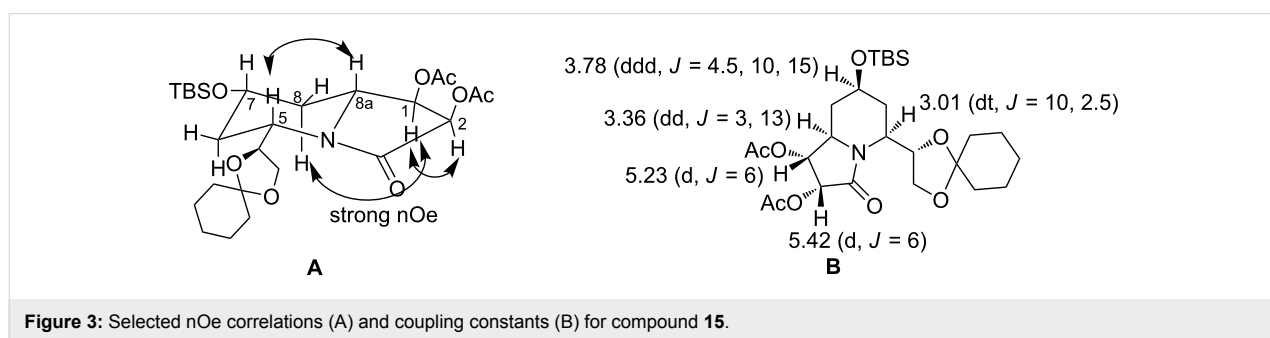 H
H
H
OAc
TBSO
7
8
H
8a
OAc
1
2
H
5
H
N
H
H
H
O
H
O
O
strong nOe
A
OTBS
3.78 (ddd, J = 4.5, 10, 15)
H
3.36 (dd, J = 3, 13)
H
H
3.01 (dt, J = 10, 2.5)
AcO
N
O
5.23 (d, J = 6)
H
AcO
O
O
H
5.42 (d, J = 6)
B
Figure 3: Selected nOe correlations (A) and coupling constants (B) for compound 15.